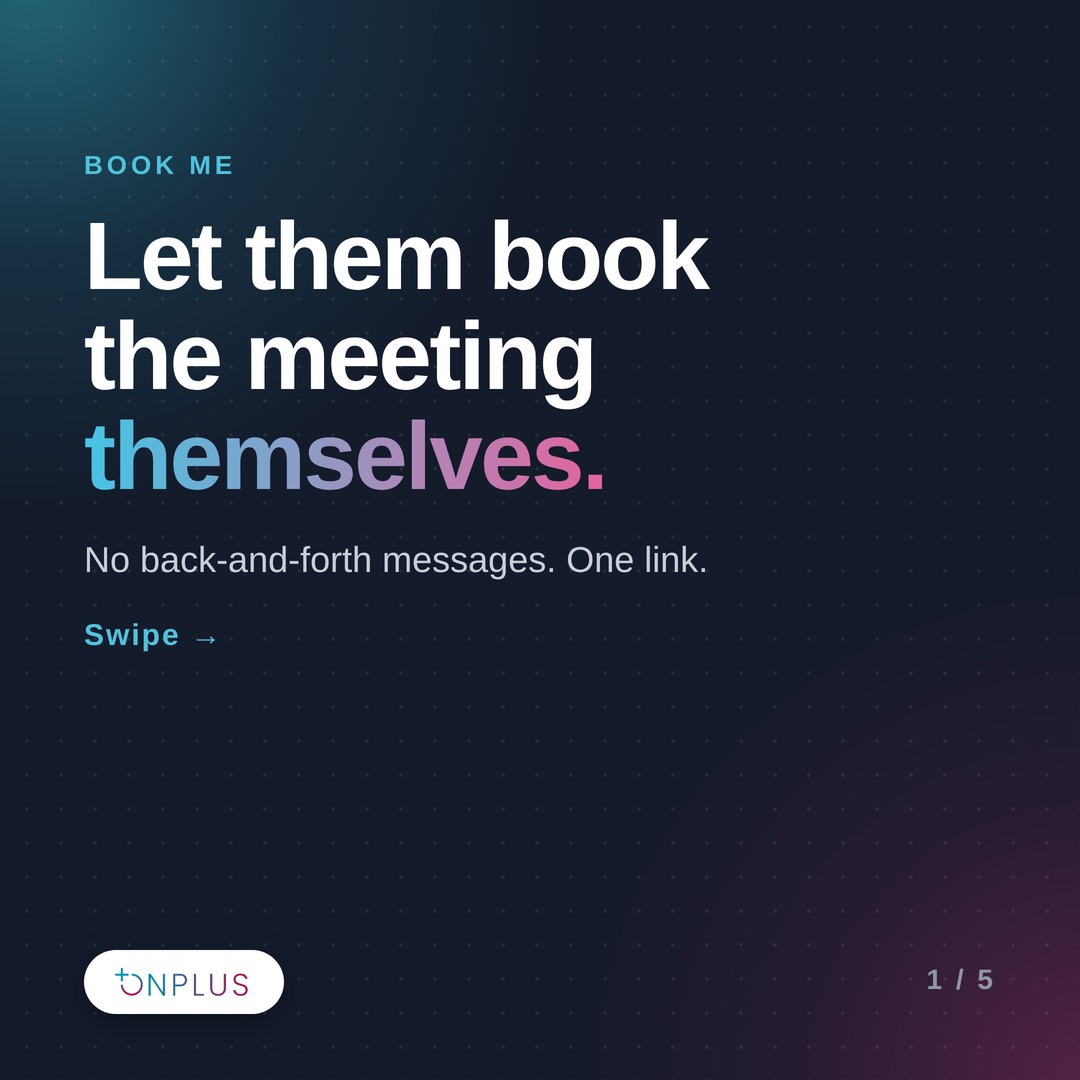 BOOK ME
Let them book
the meeting
themselves.
No back-and-forth messages. One link.
Swipe →
ONPLUS
1 / 5